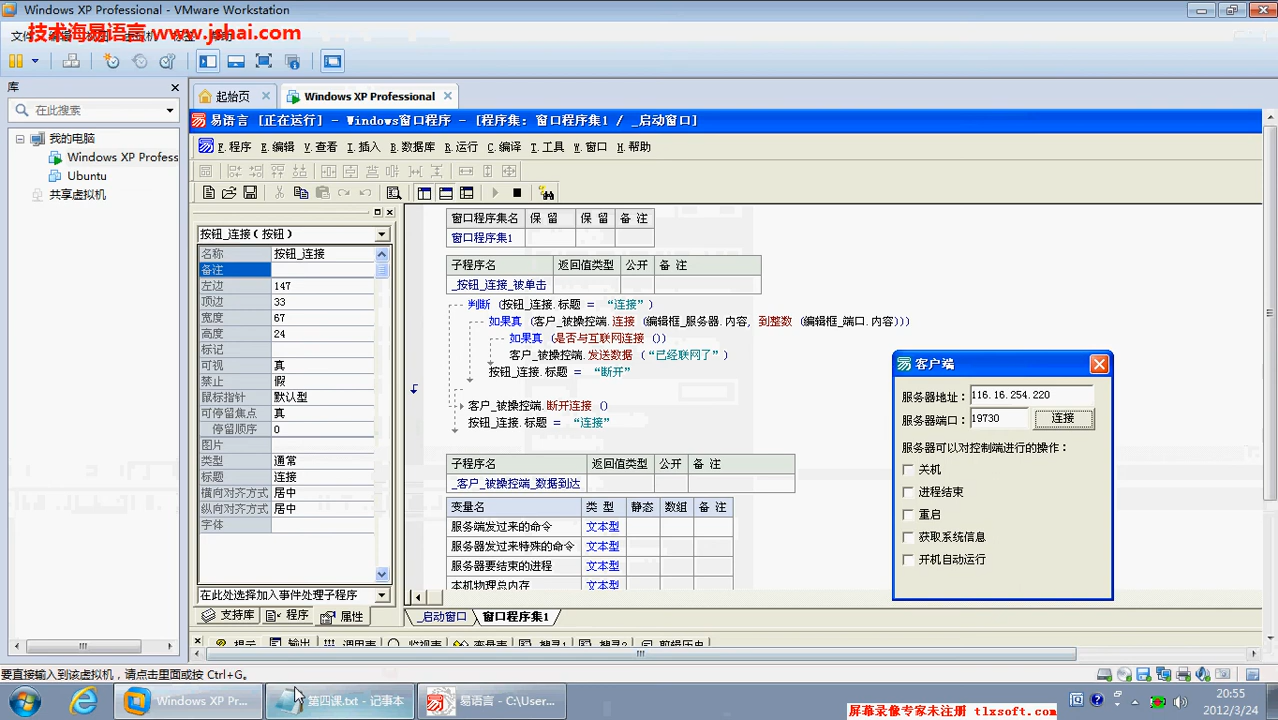 Windows XP Professional - VMware Workstation
技术海易语言 www.jshai.com
库
在此搜索
我的电脑
Windows XP Profess
Ubuntu
共享虚拟机
起始页
Windows XP Professional
易语言 [正在运行] - Windows窗口程序 - [程序集: 窗口程序集1 / _启动窗口]
F.程序 E.编辑 V.查看 I.插入 B.数据库 R.运行 C.编译 T.工具 W.窗口 H.帮助
按钮_连接 (按钮)
名称 按钮_连接
备注
左边 147
顶边 33
宽度 67
高度 24
标记
可视 真
禁止 假
鼠标指针 默认型
可停留焦点 真
停留顺序 0
图片
类型 通常
标题 连接
横向对齐方式 居中
纵向对齐方式 居中
字体
在此处选择加入事件处理子程序
支持库 程序 属性
窗口程序集名 保 留 保 留 备 注
窗口程序集1
子程序名 返回值类型 公开 备 注
_按钮_连接_被单击
判断 (按钮_连接.标题 = “连接”)
如果真 (客户_被操控端.连接 (编辑框_服务器.内容, 到整数 (编辑框_端口.内容)))
如果真 (是否与互联网连接 ())
客户_被操控端.发送数据 (“已经联网了”)
按钮_连接.标题 = “断开”
客户_被操控端.断开连接 ()
按钮_连接.标题 = “连接”
子程序名 返回值类型 公开 备 注
_客户_被操控端_数据到达
变量名 类 型 静态 数组 备 注
服务端发过来的命令 文本型
服务器发过来特殊的命令 文本型
服务器要结束的进程 文本型
本机物理总内存 文本型
_启动窗口 窗口程序集1
客户端
服务器地址: 116.16.254.220
服务器端口: 19730 连接
服务器可以对控制端进行的操作:
关机
进程结束
重启
获取系统信息
开机自动运行
要直接输入到该虚拟机，请点击里面或按 Ctrl+G。
Windows XP Pr...
第四课.txt - 记事本
易语言 - C:\User...
20:55
2012/3/24
屏幕录像专家未注册 tlxsoft.com